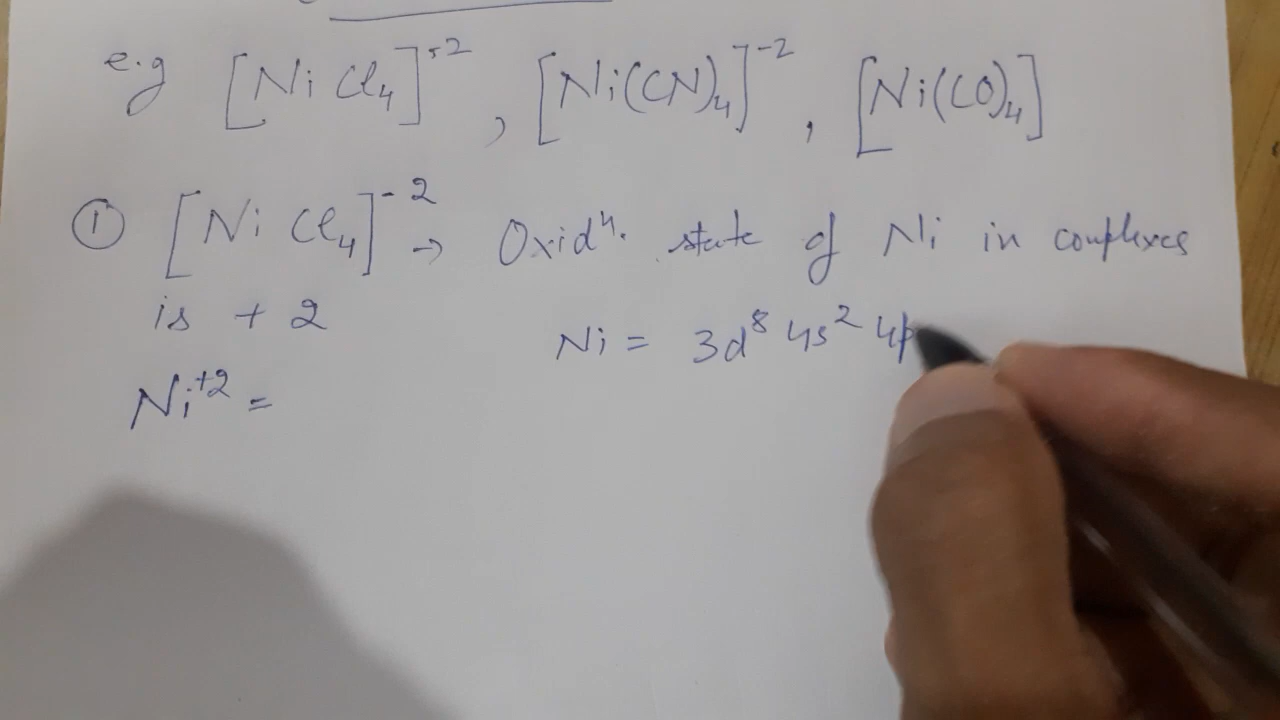 e.g [NiCl4]-2, [Ni(CN)4]-2, [Ni(CO)4]
① [NiCl4]-2 → Oxidn. state of Ni in complexes
is +2 Ni = 3d8 4s2 4p
Ni+2 =